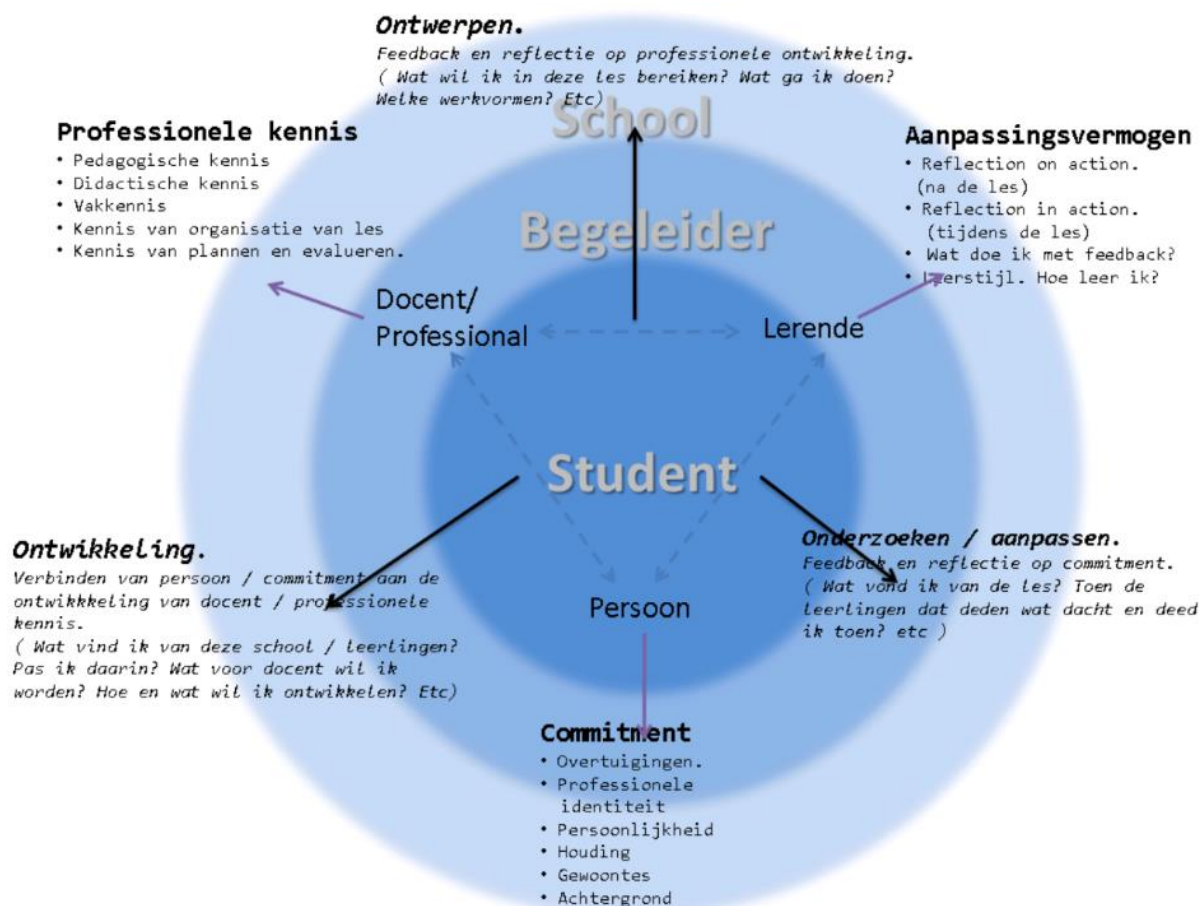 Ontwerpen.
Feedback en reflectie op professionele ontwikkeling.
( Wat wil ik in deze les bereiken? Wat ga ik doen?
Welke werkvormen? Etc)
School
Professionele kennis
• Pedagogische kennis
• Didactische kennis
• Vakkennis
• Kennis van organisatie van les
• Kennis van plannen en evalueren.
Aanpassingsvermogen
• Reflection on action.
(na de les)
• Reflection in action.
(tijdens de les)
• Wat doe ik met feedback?
• Leerstijl. Hoe leer ik?
Begeleider
Docent/
Professional
Lerende
Student
Ontwikkeling.
Verbinden van persoon / commitment aan de
ontwikkkeling van docent / professionele
kennis.
( Wat vind ik van deze school / leerlingen?
Pas ik daarin? Wat voor docent wil ik
worden? Hoe en wat wil ik ontwikkelen? Etc)
Onderzoeken / aanpassen.
Feedback en reflectie op commitment.
( Wat vond ik van de les? Toen de
leerlingen dat deden wat dacht en deed
ik toen? etc )
Persoon
Commitment
• Overtuigingen.
• Professionele
identiteit
• Persoonlijkheid
• Houding
• Gewoontes
• Achtergrond